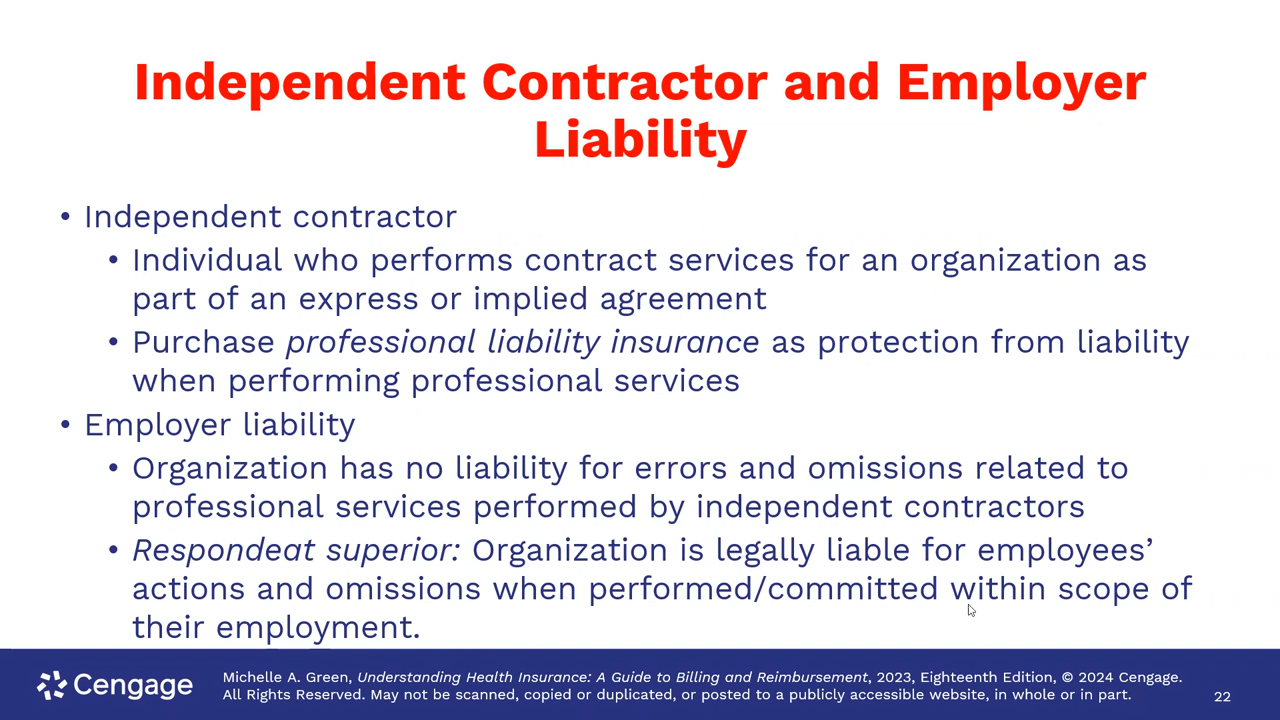 Independent Contractor and Employer
Liability
• Independent contractor
• Individual who performs contract services for an organization as
part of an express or implied agreement
• Purchase professional liability insurance as protection from liability
when performing professional services
• Employer liability
• Organization has no liability for errors and omissions related to
professional services performed by independent contractors
• Respondeat superior: Organization is legally liable for employees’
actions and omissions when performed/committed within scope of
their employment.
Cengage
Michelle A. Green, Understanding Health Insurance: A Guide to Billing and Reimbursement, 2023, Eighteenth Edition, © 2024 Cengage.
All Rights Reserved. May not be scanned, copied or duplicated, or posted to a publicly accessible website, in whole or in part.
22